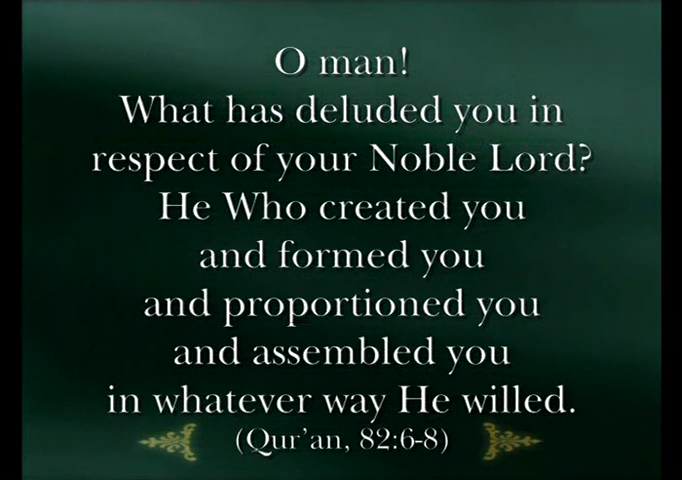 O man!
What has deluded you in
respect of your Noble Lord?
He Who created you
and formed you
and proportioned you
and assembled you
in whatever way He willed.
(Qur'an, 82:6-8)